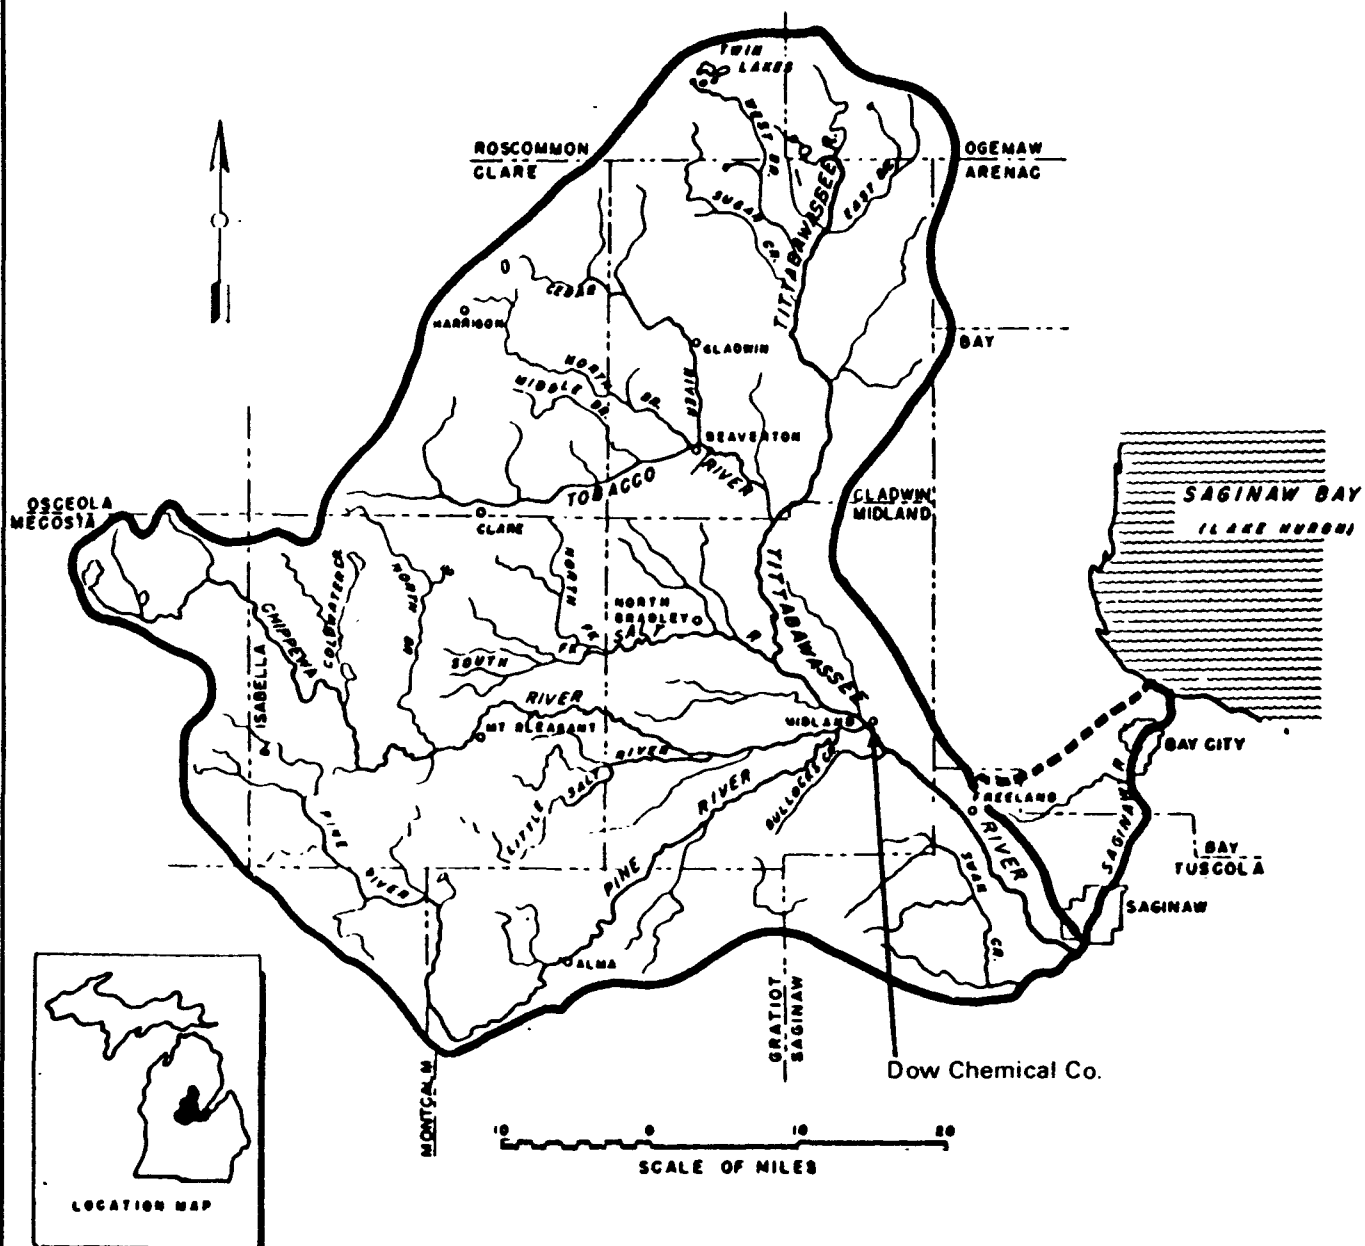 TWIN
LAKES
WEST BR.
ROSCOMMON
CLARE
OGEMAW
ARENAC
SUGAR CR.
TITTABAWASSEE R.
EAST BR.
CEDAR
HARRISON
GLADWIN
BAY
NORTH BR.
MIDDLE BR.
RIVER
BEAVERTON
TOBACCO RIVER
OSCEOLA
MECOSTA
CLARE
GLADWIN
MIDLAND
SAGINAW BAY
(LAKE HURON)
CHIPPEWA
COLDWATER CR.
NORTH BR.
NORTH FK.
NORTH
BRADLEY
SALT R.
SOUTH FK.
TITTABAWASSEE
ISABELLA
RIVER
MT PLEASANT
MIDLAND
LITTLE SALT RIVER
BULLOCKS CR.
BAY CITY
FREELAND
RIVER
SAGINAW R.
PINE RIVER
PINE RIVER
BAY
TUSCOLA
SWAN CR.
SAGINAW
ALMA
GRATIOT
SAGINAW
MONTCALM
Dow Chemical Co.
10 0 10 20
SCALE OF MILES
LOCATION MAP